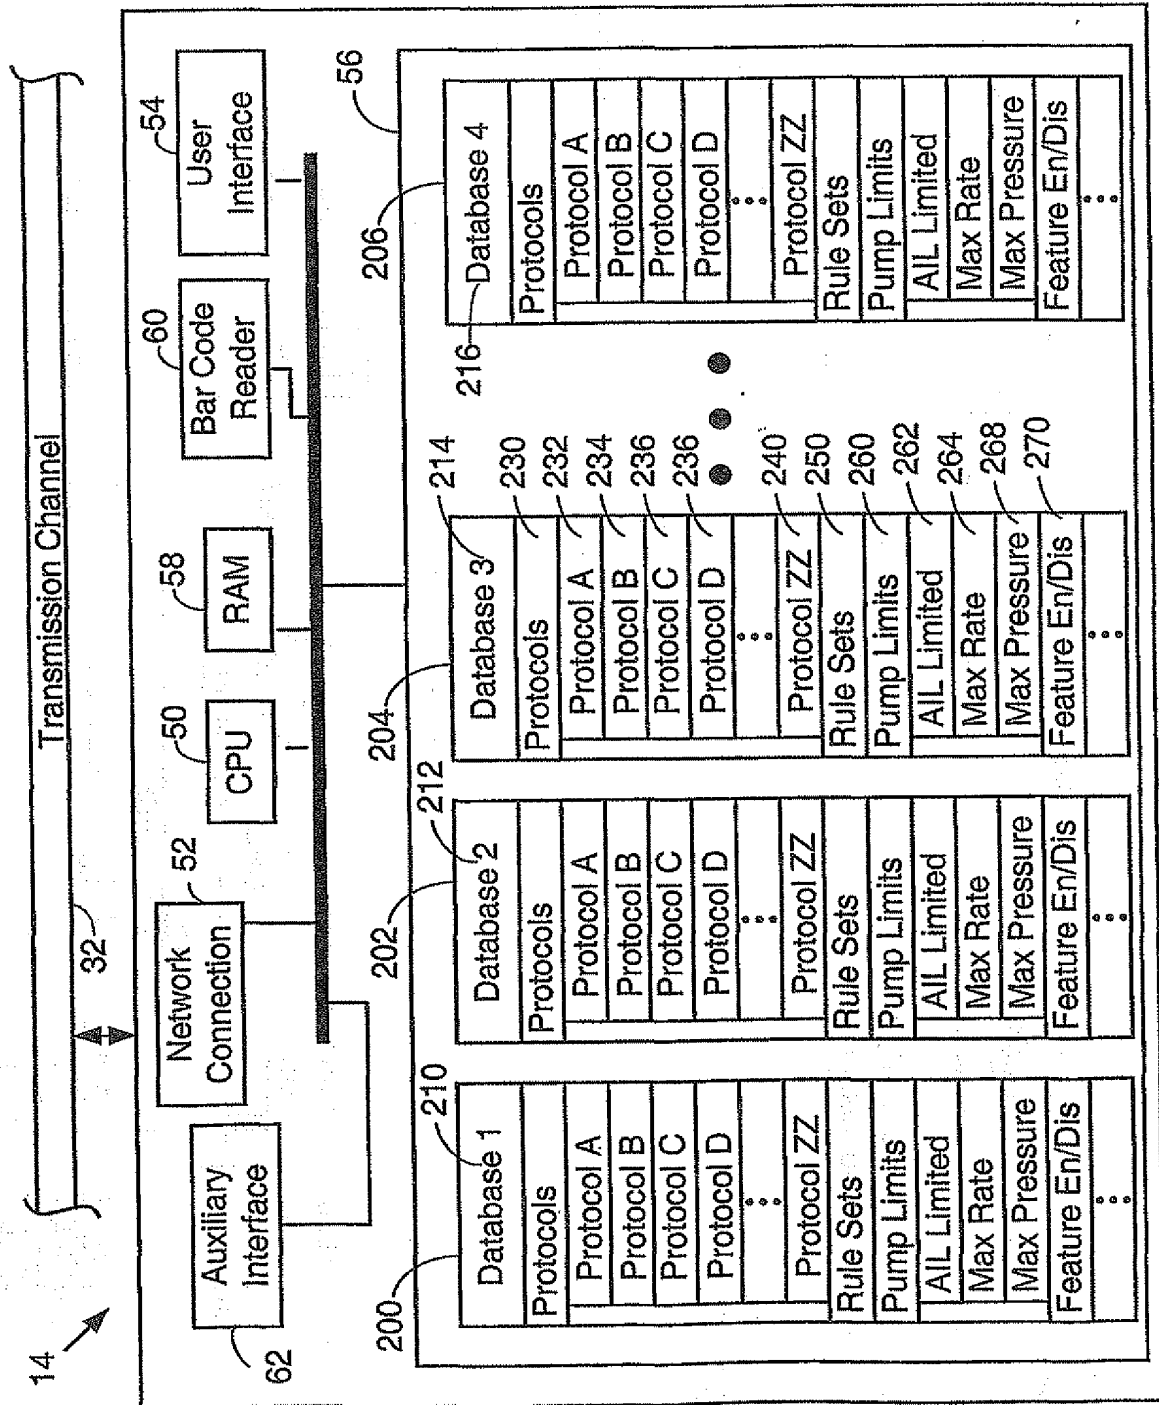 14
Transmission Channel
32
Auxiliary
Interface
62
Network
Connection
52
CPU
50
RAM
58
Bar Code
Reader
60
User
Interface
54
56
200
Database 1
210
Protocols
Protocol A
Protocol B
Protocol C
Protocol D
...
Protocol ZZ
Rule Sets
Pump Limits
AIL Limited
Max Rate
Max Pressure
Feature En/Dis
...
202
212
Database 2
Protocols
Protocol A
Protocol B
Protocol C
Protocol D
...
Protocol ZZ
Rule Sets
Pump Limits
AIL Limited
Max Rate
Max Pressure
Feature En/Dis
...
204
Database 3
214
Protocols
230
Protocol A
232
Protocol B
234
Protocol C
236
Protocol D
236
...
Protocol ZZ
240
Rule Sets
250
Pump Limits
260
AIL Limited
262
Max Rate
264
Max Pressure
268
Feature En/Dis
270
...
206
216
Database 4
Protocols
Protocol A
Protocol B
Protocol C
Protocol D
...
Protocol ZZ
Rule Sets
Pump Limits
AIL Limited
Max Rate
Max Pressure
Feature En/Dis
...